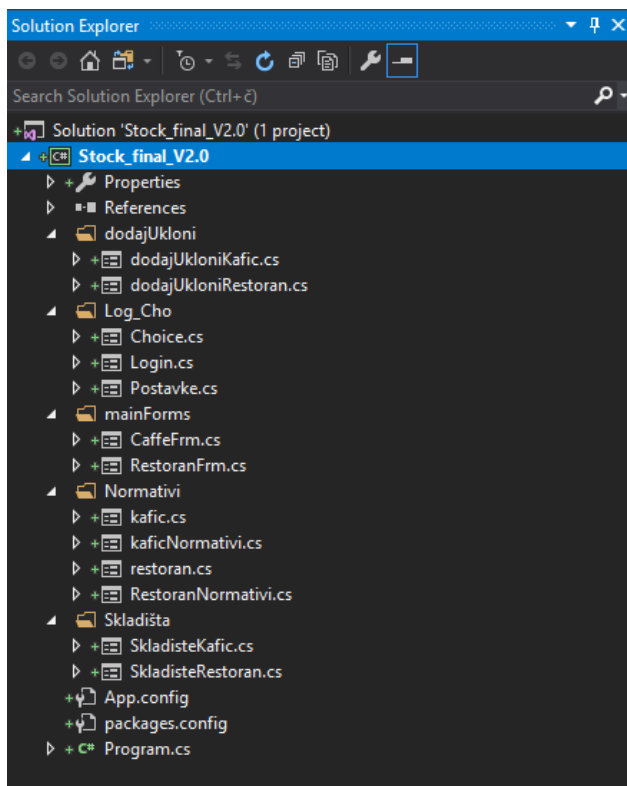 Solution Explorer
Search Solution Explorer (Ctrl+č)
Solution 'Stock_final_V2.0' (1 project)
C# Stock_final_V2.0
Properties
References
dodajUkloni
dodajUkloniKafic.cs
dodajUkloniRestoran.cs
Log_Cho
Choice.cs
Login.cs
Postavke.cs
mainForms
CaffeFrm.cs
RestoranFrm.cs
Normativi
kafic.cs
kaficNormativi.cs
restoran.cs
RestoranNormativi.cs
Skladišta
SkladisteKafic.cs
SkladisteRestoran.cs
App.config
packages.config
C# Program.cs